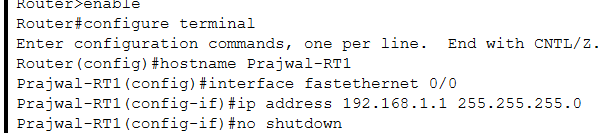 Router>enable
Router#configure terminal
Enter configuration commands, one per line.  End with CNTL/Z.
Router(config)#hostname Prajwal-RT1
Prajwal-RT1(config)#interface fastethernet 0/0
Prajwal-RT1(config-if)#ip address 192.168.1.1 255.255.255.0
Prajwal-RT1(config-if)#no shutdown